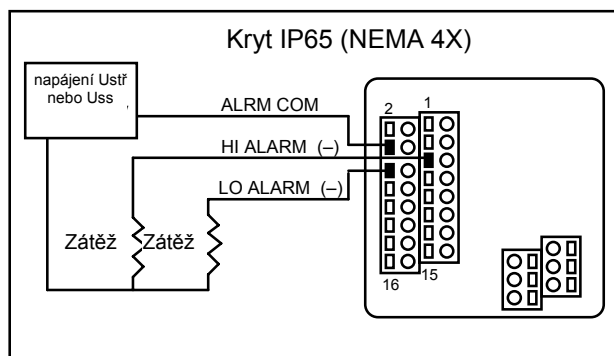 Kryt IP65 (NEMA 4X)
napájení Ustř
nebo Uss
ALRM COM
HI ALARM (–)
LO ALARM (–)
Zátěž Zátěž
2 1
16 15